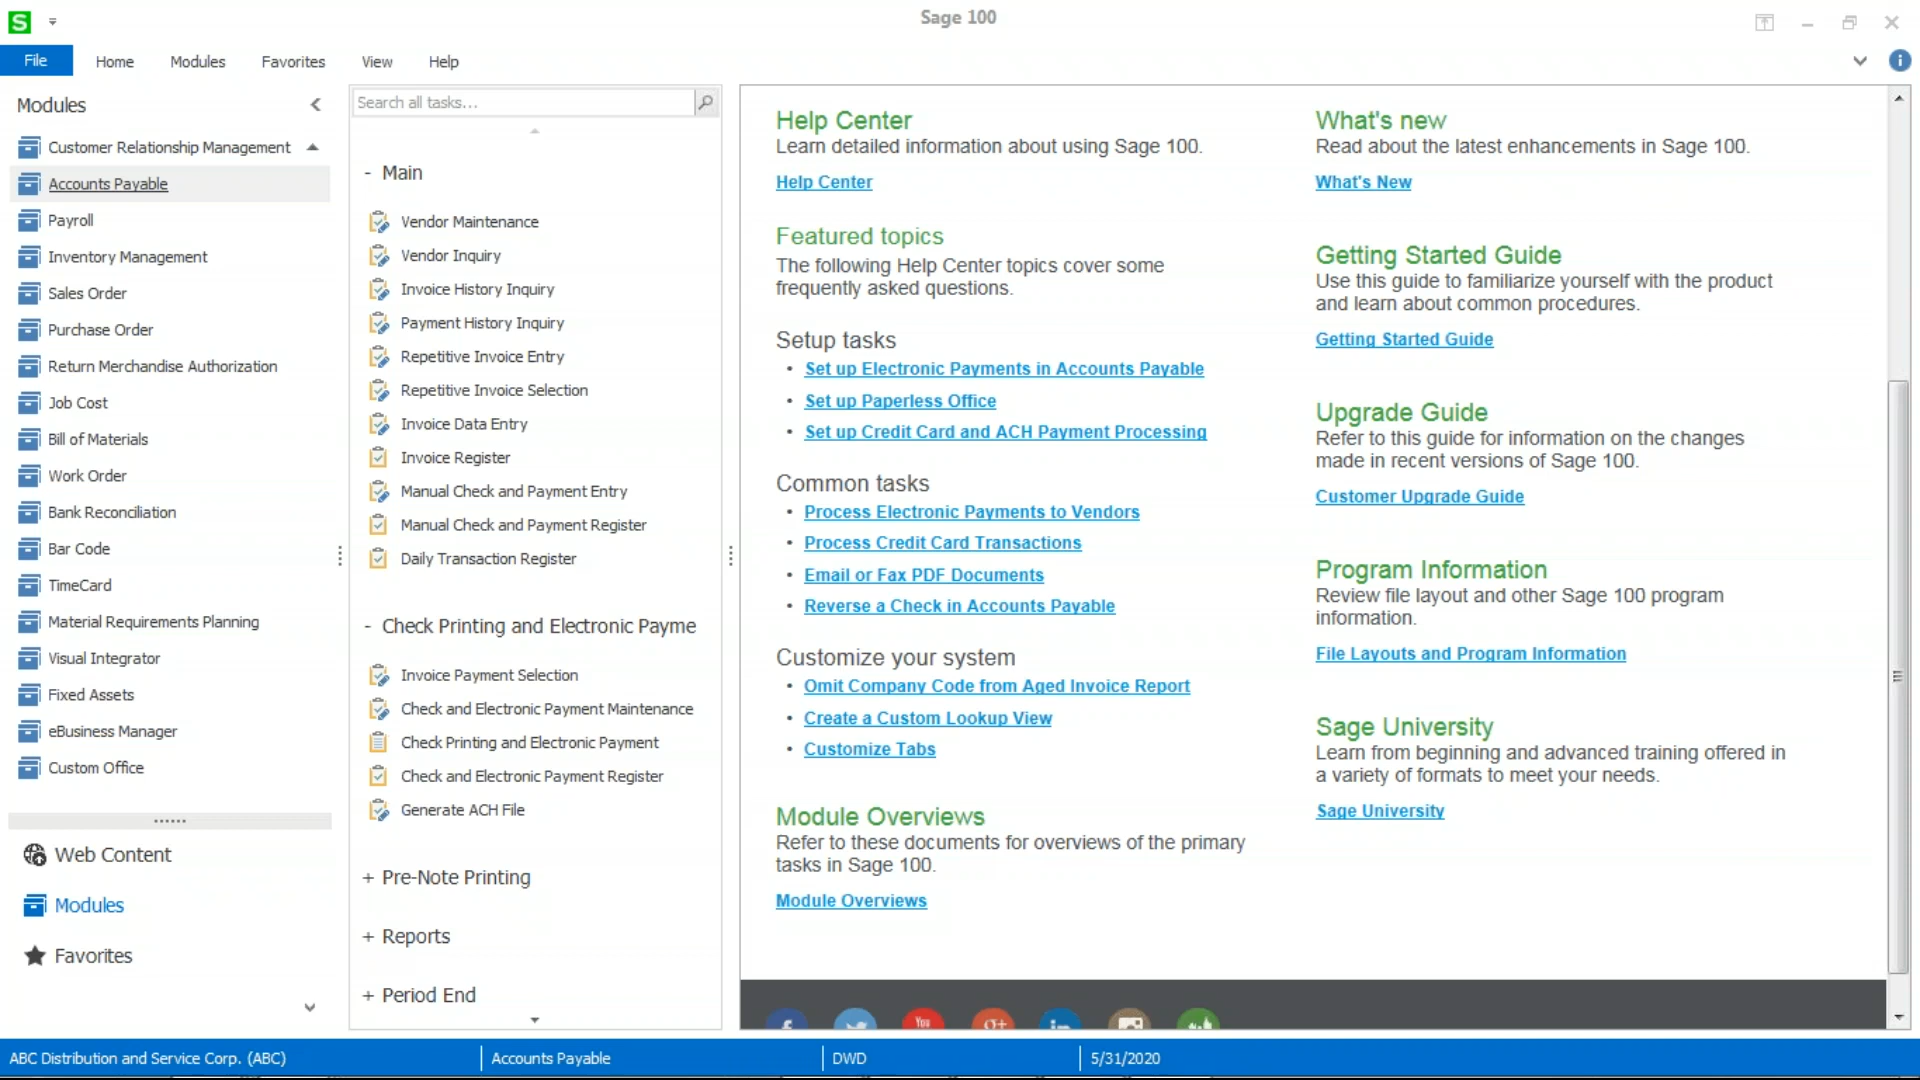 S
Sage 100
File
Home
Modules
Favorites
View
Help
Modules
Customer Relationship Management
Accounts Payable
Payroll
Inventory Management
Sales Order
Purchase Order
Return Merchandise Authorization
Job Cost
Bill of Materials
Work Order
Bank Reconciliation
Bar Code
TimeCard
Material Requirements Planning
Visual Integrator
Fixed Assets
eBusiness Manager
Custom Office
Web Content
Modules
Favorites
Search all tasks...
- Main
Vendor Maintenance
Vendor Inquiry
Invoice History Inquiry
Payment History Inquiry
Repetitive Invoice Entry
Repetitive Invoice Selection
Invoice Data Entry
Invoice Register
Manual Check and Payment Entry
Manual Check and Payment Register
Daily Transaction Register
- Check Printing and Electronic Payme
Invoice Payment Selection
Check and Electronic Payment Maintenance
Check Printing and Electronic Payment
Check and Electronic Payment Register
Generate ACH File
+ Pre-Note Printing
+ Reports
+ Period End
Help Center
Learn detailed information about using Sage 100.
Help Center
Featured topics
The following Help Center topics cover some
frequently asked questions.
Setup tasks
• Set up Electronic Payments in Accounts Payable
• Set up Paperless Office
• Set up Credit Card and ACH Payment Processing
Common tasks
• Process Electronic Payments to Vendors
• Process Credit Card Transactions
• Email or Fax PDF Documents
• Reverse a Check in Accounts Payable
Customize your system
• Omit Company Code from Aged Invoice Report
• Create a Custom Lookup View
• Customize Tabs
Module Overviews
Refer to these documents for overviews of the primary
tasks in Sage 100.
Module Overviews
What's new
Read about the latest enhancements in Sage 100.
What's New
Getting Started Guide
Use this guide to familiarize yourself with the product
and learn about common procedures.
Getting Started Guide
Upgrade Guide
Refer to this guide for information on the changes
made in recent versions of Sage 100.
Customer Upgrade Guide
Program Information
Review file layout and other Sage 100 program
information.
File Layouts and Program Information
Sage University
Learn from beginning and advanced training offered in
a variety of formats to meet your needs.
Sage University
f
You
g+
in
ABC Distribution and Service Corp. (ABC)
Accounts Payable
DWD
5/31/2020